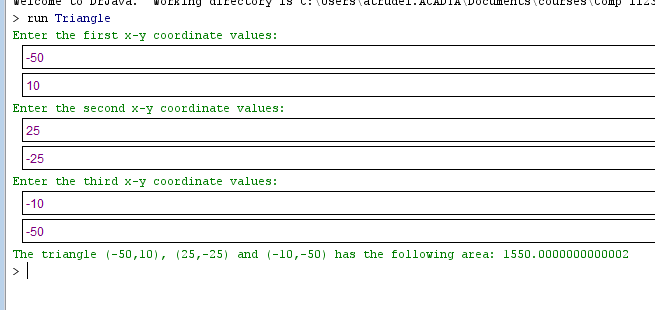 Welcome to DrJava. Working directory is C:\Users\atrudel.ACADIA\Documents\courses\Comp 1123
> run Triangle
Enter the first x-y coordinate values:
-50
10
Enter the second x-y coordinate values:
25
-25
Enter the third x-y coordinate values:
-10
-50
The triangle (-50,10), (25,-25) and (-10,-50) has the following area: 1550.0000000000002
>